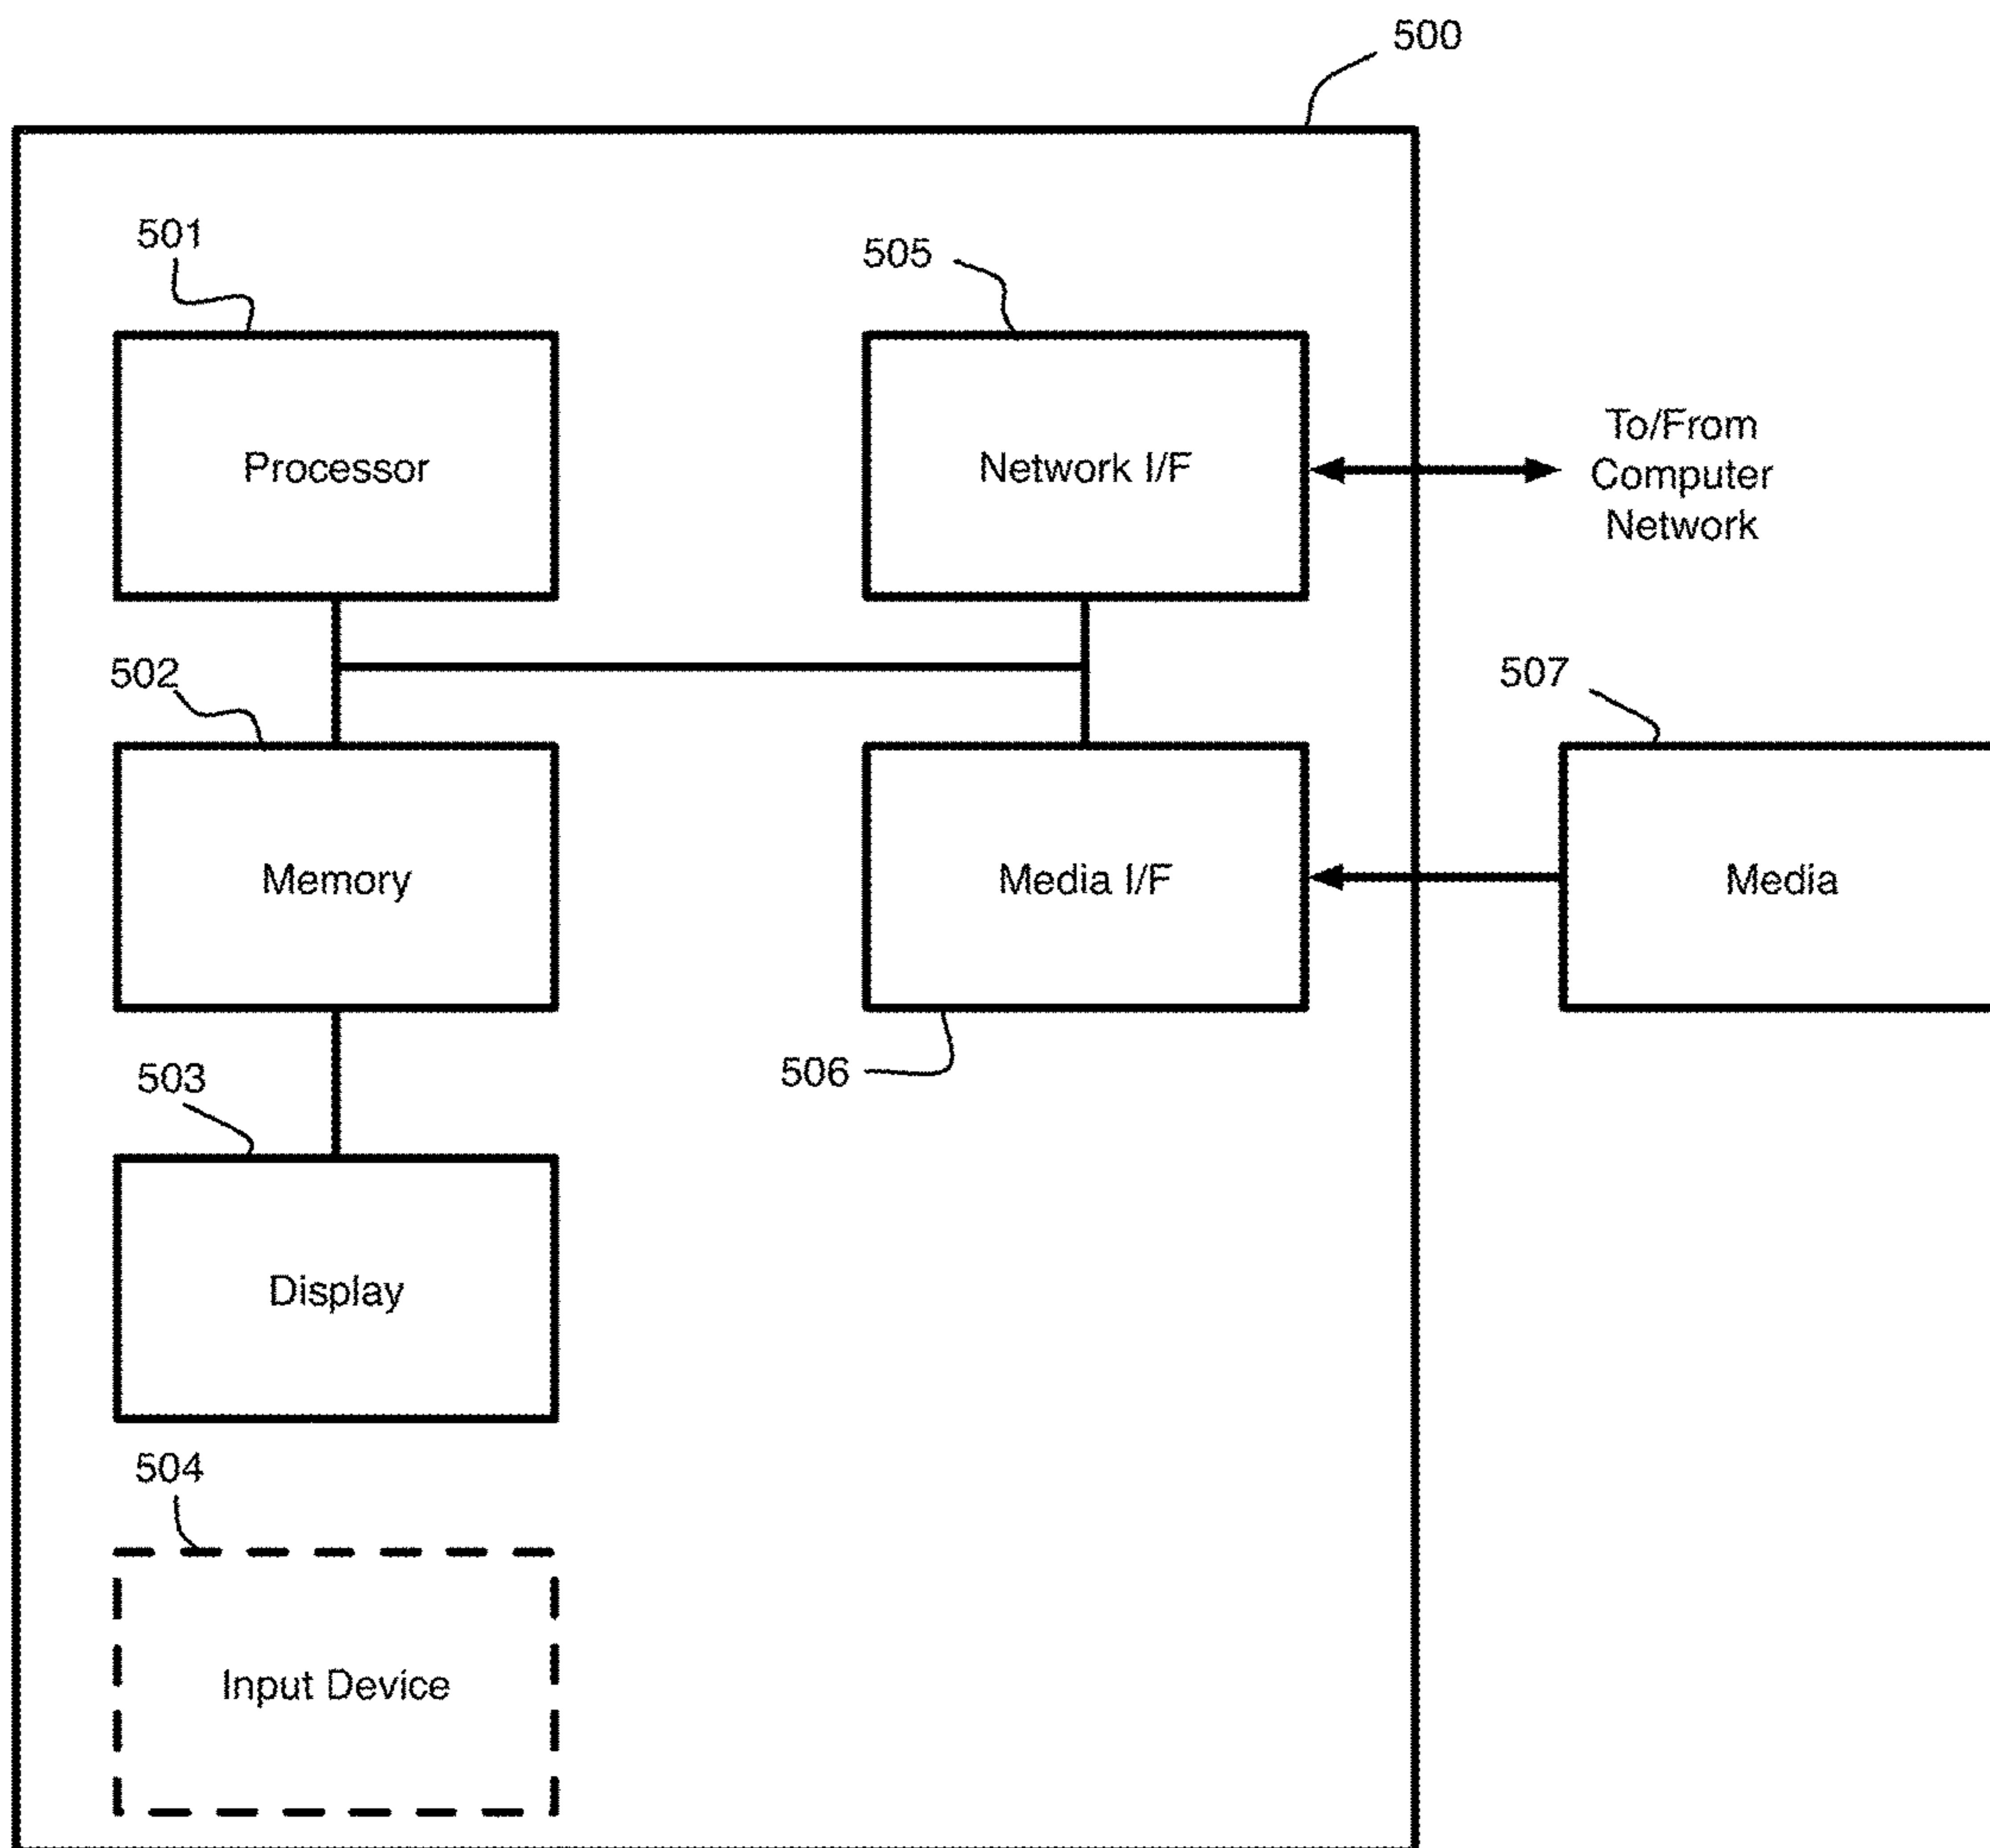 500
501
505
Processor
Network I/F
To/From
Computer
Network
502
507
Memory
Media I/F
Media
503
506
Display
504
Input Device